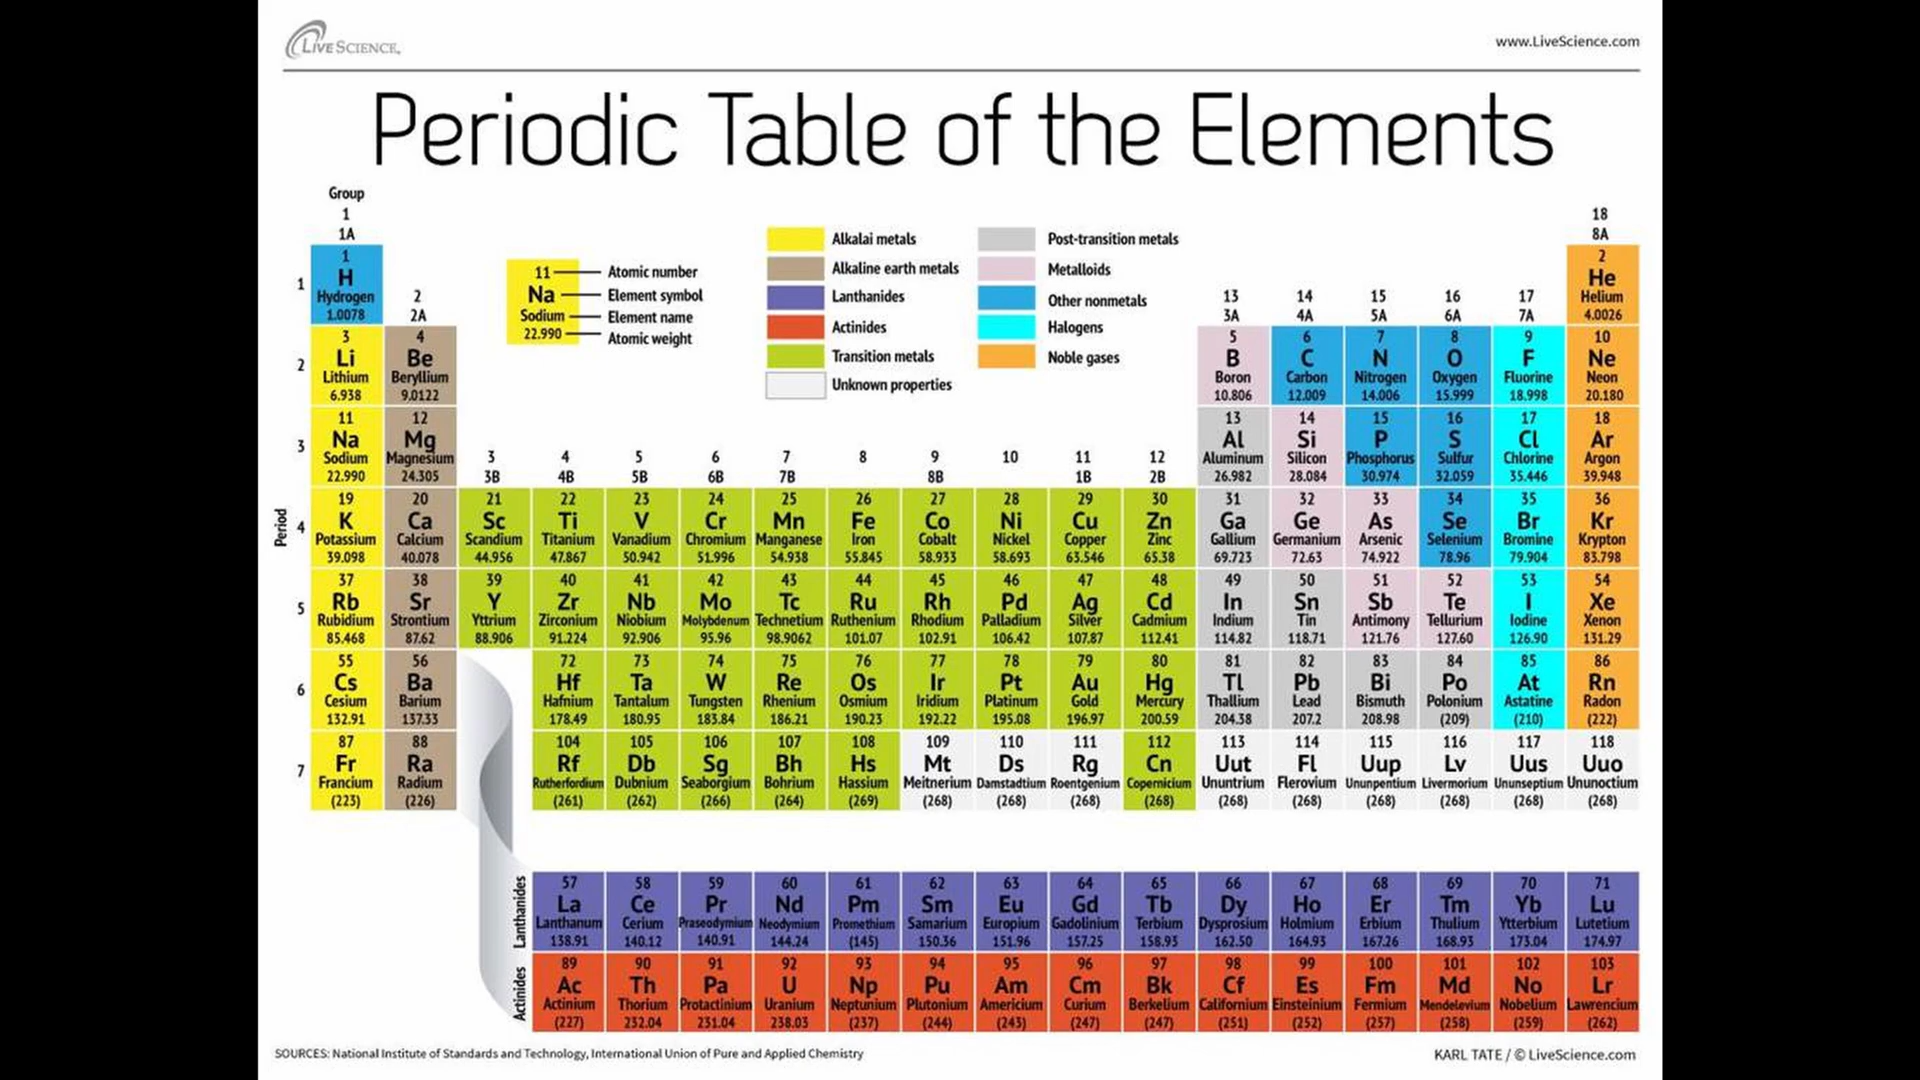 LIVESCIENCE.
www.LiveScience.com
Periodic Table of the Elements
Group
1
1A
18
8A
Alkalai metals
Alkaline earth metals
Lanthanides
Actinides
Transition metals
Unknown properties
Post-transition metals
Metalloids
Other nonmetals
Halogens
Noble gases
11 Atomic number
Na Element symbol
Sodium Element name
22.990 Atomic weight
2
2A
13 14 15 16 17
3A 4A 5A 6A 7A
3 4 5 6 7 8 9 10 11 12
3B 4B 5B 6B 7B 8B 1B 2B
Period
1
1 2
H He
Hydrogen Helium
1.0078 4.0026
2
3 4 5 6 7 8 9 10
Li Be B C N O F Ne
Lithium Beryllium Boron Carbon Nitrogen Oxygen Fluorine Neon
6.938 9.0122 10.806 12.009 14.006 15.999 18.998 20.180
3
11 12 13 14 15 16 17 18
Na Mg Al Si P S Cl Ar
Sodium Magnesium Aluminum Silicon Phosphorus Sulfur Chlorine Argon
22.990 24.305 26.982 28.084 30.974 32.059 35.446 39.948
4
19 20 21 22 23 24 25 26 27 28 29 30 31 32 33 34 35 36
K Ca Sc Ti V Cr Mn Fe Co Ni Cu Zn Ga Ge As Se Br Kr
Potassium Calcium Scandium Titanium Vanadium Chromium Manganese Iron Cobalt Nickel Copper Zinc Gallium Germanium Arsenic Selenium Bromine Krypton
39.098 40.078 44.956 47.867 50.942 51.996 54.938 55.845 58.933 58.693 63.546 65.38 69.723 72.63 74.922 78.96 79.904 83.798
5
37 38 39 40 41 42 43 44 45 46 47 48 49 50 51 52 53 54
Rb Sr Y Zr Nb Mo Tc Ru Rh Pd Ag Cd In Sn Sb Te I Xe
Rubidium Strontium Yttrium Zirconium Niobium Molybdenum Technetium Ruthenium Rhodium Palladium Silver Cadmium Indium Tin Antimony Tellurium Iodine Xenon
85.468 87.62 88.906 91.224 92.906 95.96 98.9062 101.07 102.91 106.42 107.87 112.41 114.82 118.71 121.76 127.60 126.90 131.29
6
55 56 72 73 74 75 76 77 78 79 80 81 82 83 84 85 86
Cs Ba Hf Ta W Re Os Ir Pt Au Hg Tl Pb Bi Po At Rn
Cesium Barium Hafnium Tantalum Tungsten Rhenium Osmium Iridium Platinum Gold Mercury Thallium Lead Bismuth Polonium Astatine Radon
132.91 137.33 178.49 180.95 183.84 186.21 190.23 192.22 195.08 196.97 200.59 204.38 207.2 208.98 (209) (210) (222)
7
87 88 104 105 106 107 108 109 110 111 112 113 114 115 116 117 118
Fr Ra Rf Db Sg Bh Hs Mt Ds Rg Cn Uut Fl Uup Lv Uus Uuo
Francium Radium Rutherfordium Dubnium Seaborgium Bohrium Hassium Meitnerium Damstadtium Roentgenium Copernicium Ununtrium Flerovium Ununpentium Livermorium Ununseptium Ununoctium
(223) (226) (261) (262) (266) (264) (269) (268) (268) (268) (268) (268) (268) (268) (268) (268) (268)
Lanthanides
57 58 59 60 61 62 63 64 65 66 67 68 69 70 71
La Ce Pr Nd Pm Sm Eu Gd Tb Dy Ho Er Tm Yb Lu
Lanthanum Cerium Praseodymium Neodymium Promethium Samarium Europium Gadolinium Terbium Dysprosium Holmium Erbium Thulium Ytterbium Lutetium
138.91 140.12 140.91 144.24 (145) 150.36 151.96 157.25 158.93 162.50 164.93 167.26 168.93 173.04 174.97
Actinides
89 90 91 92 93 94 95 96 97 98 99 100 101 102 103
Ac Th Pa U Np Pu Am Cm Bk Cf Es Fm Md No Lr
Actinium Thorium Protactinium Uranium Neptunium Plutonium Americium Curium Berkelium Californium Einsteinium Fermium Mendelevium Nobelium Lawrencium
(227) 232.04 231.04 238.03 (237) (244) (243) (247) (247) (251) (252) (257) (258) (259) (262)
SOURCES: National Institute of Standards and Technology, International Union of Pure and Applied Chemistry
KARL TATE / © LiveScience.com